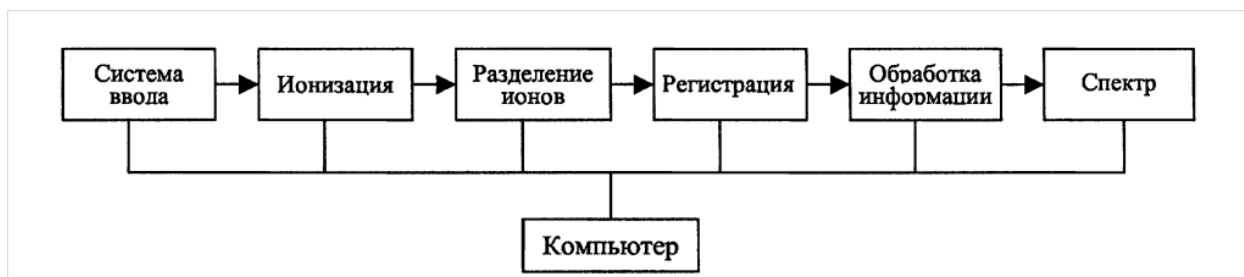 Система
ввода
Ионизация
Разделение
ионов
Регистрация
Обработка
информации
Спектр
Компьютер